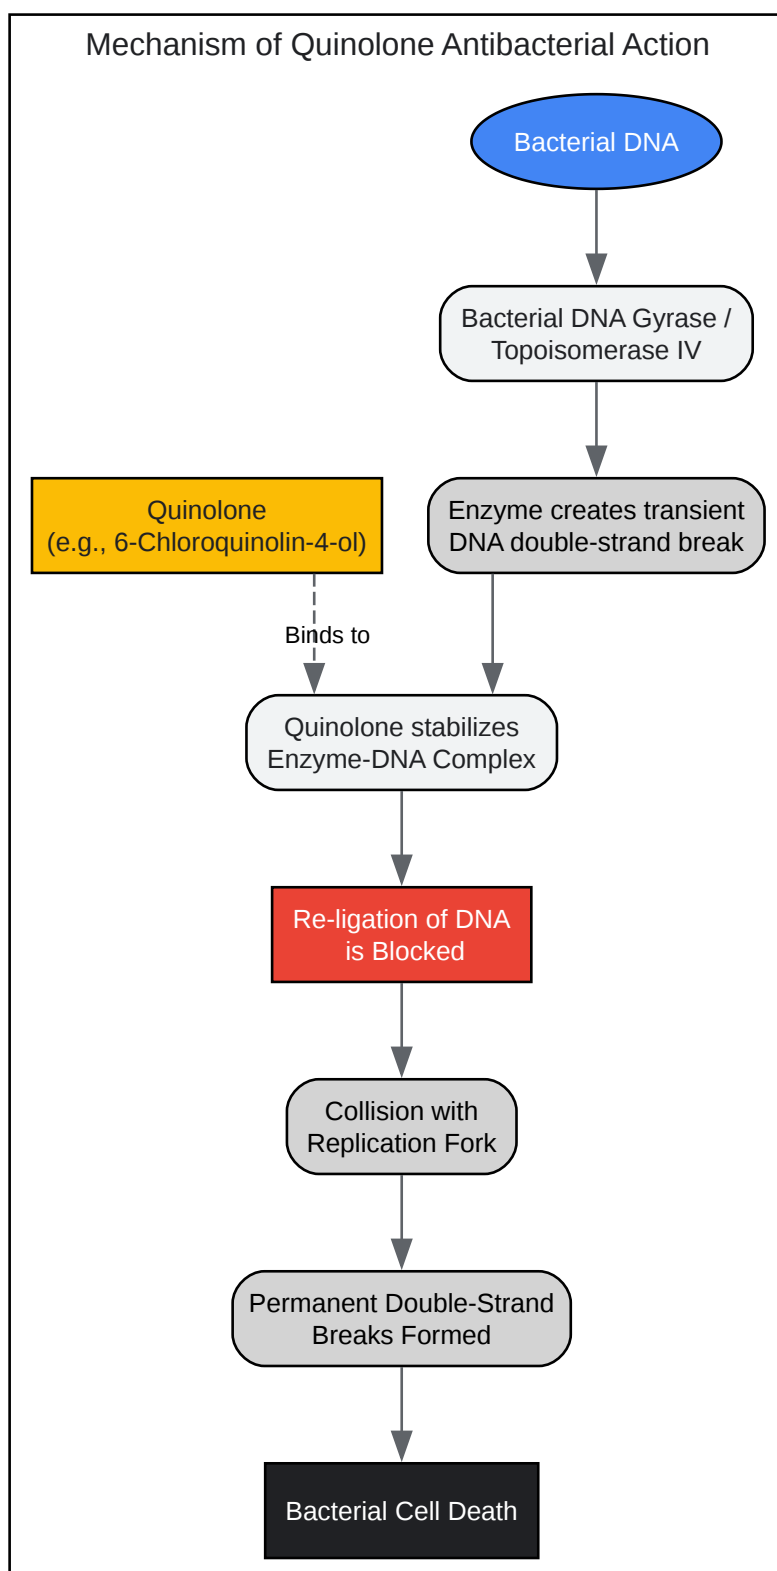 Mechanism of Quinolone Antibacterial Action
Bacterial DNA
Bacterial DNA Gyrase /
Topoisomerase IV
Quinolone
(e.g., 6-Chloroquinolin-4-ol)
Enzyme creates transient
DNA double-strand break
Binds to
Quinolone stabilizes
Enzyme-DNA Complex
Re-ligation of DNA
is Blocked
Collision with
Replication Fork
Permanent Double-Strand
Breaks Formed
Bacterial Cell Death